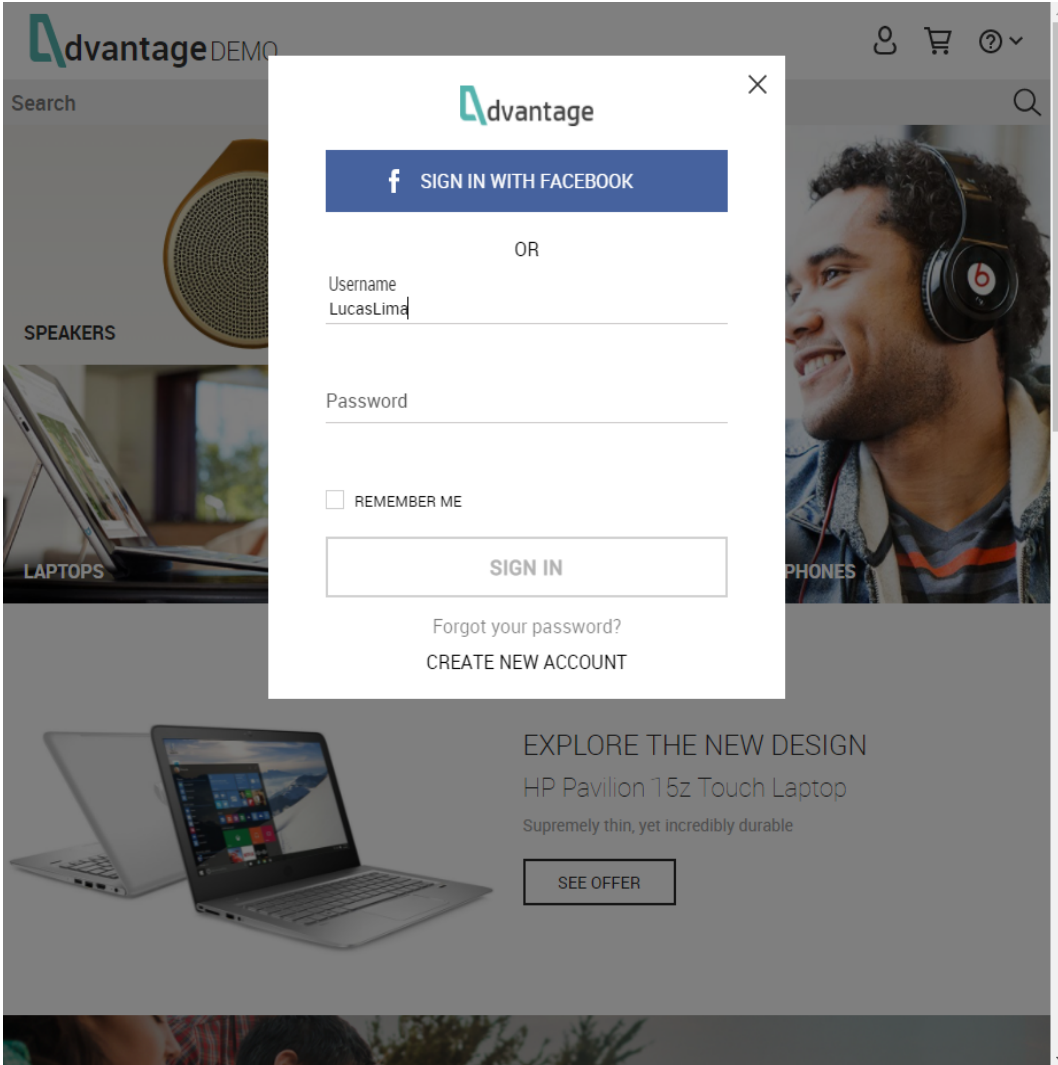 dvantage DEMO
Search
dvantage
SIGN IN WITH FACEBOOK
OR
Username
LucasLima
SPEAKERS
Password
REMEMBER ME
SIGN IN
LAPTOPS
PHONES
Forgot your password?
CREATE NEW ACCOUNT
EXPLORE THE NEW DESIGN
HP Pavilion 15z Touch Laptop
Supremely thin, yet incredibly durable
SEE OFFER